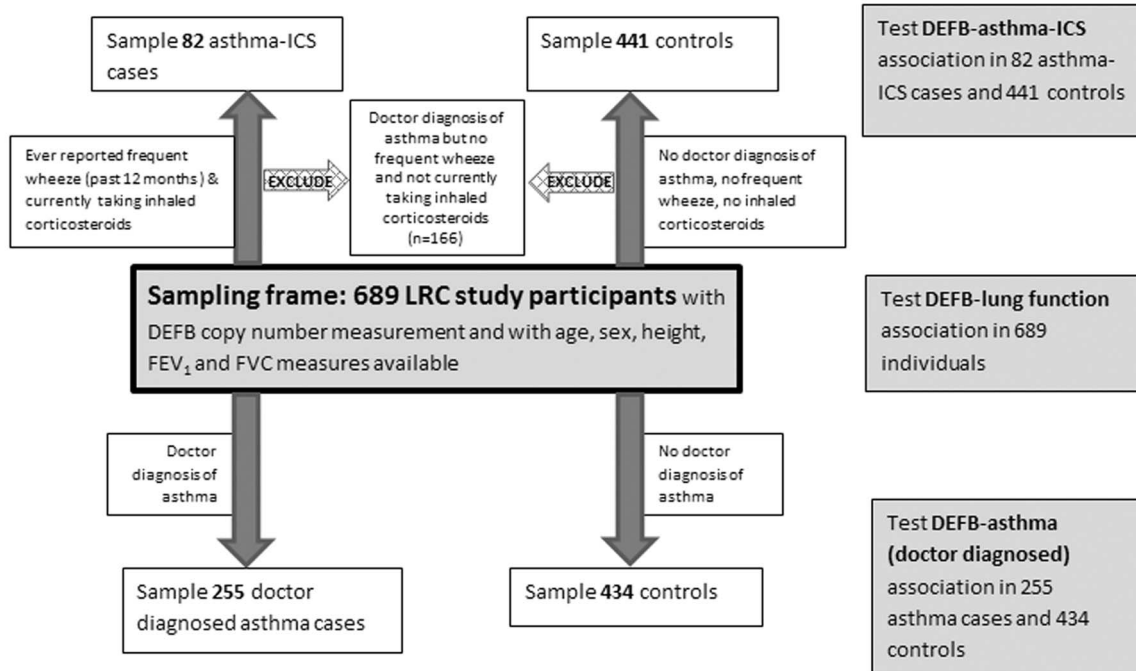 Sample 82 asthma-ICS
cases
Sample 441 controls
Test DEFB-asthma-ICS
association in 82 asthma-
ICS cases and 441 controls
Ever reported frequent
wheeze (past 12 months) &
currently taking inhaled
corticosteroids
EXCLUDE
Doctor diagnosis of
asthma but no
frequent wheeze
and not currently
taking inhaled
corticosteroids
(n=166)
EXCLUDE
No doctor diagnosis of
asthma, no frequent
wheeze, no inhaled
corticosteroids
Sampling frame: 689 LRC study participants with
DEFB copy number measurement and with age, sex, height,
FEV₁ and FVC measures available
Test DEFB-lung function
association in 689
individuals
Doctor
diagnosis of
asthma
No doctor
diagnosis of
asthma
Sample 255 doctor
diagnosed asthma cases
Sample 434 controls
Test DEFB-asthma
(doctor diagnosed)
association in 255
asthma cases and 434
controls